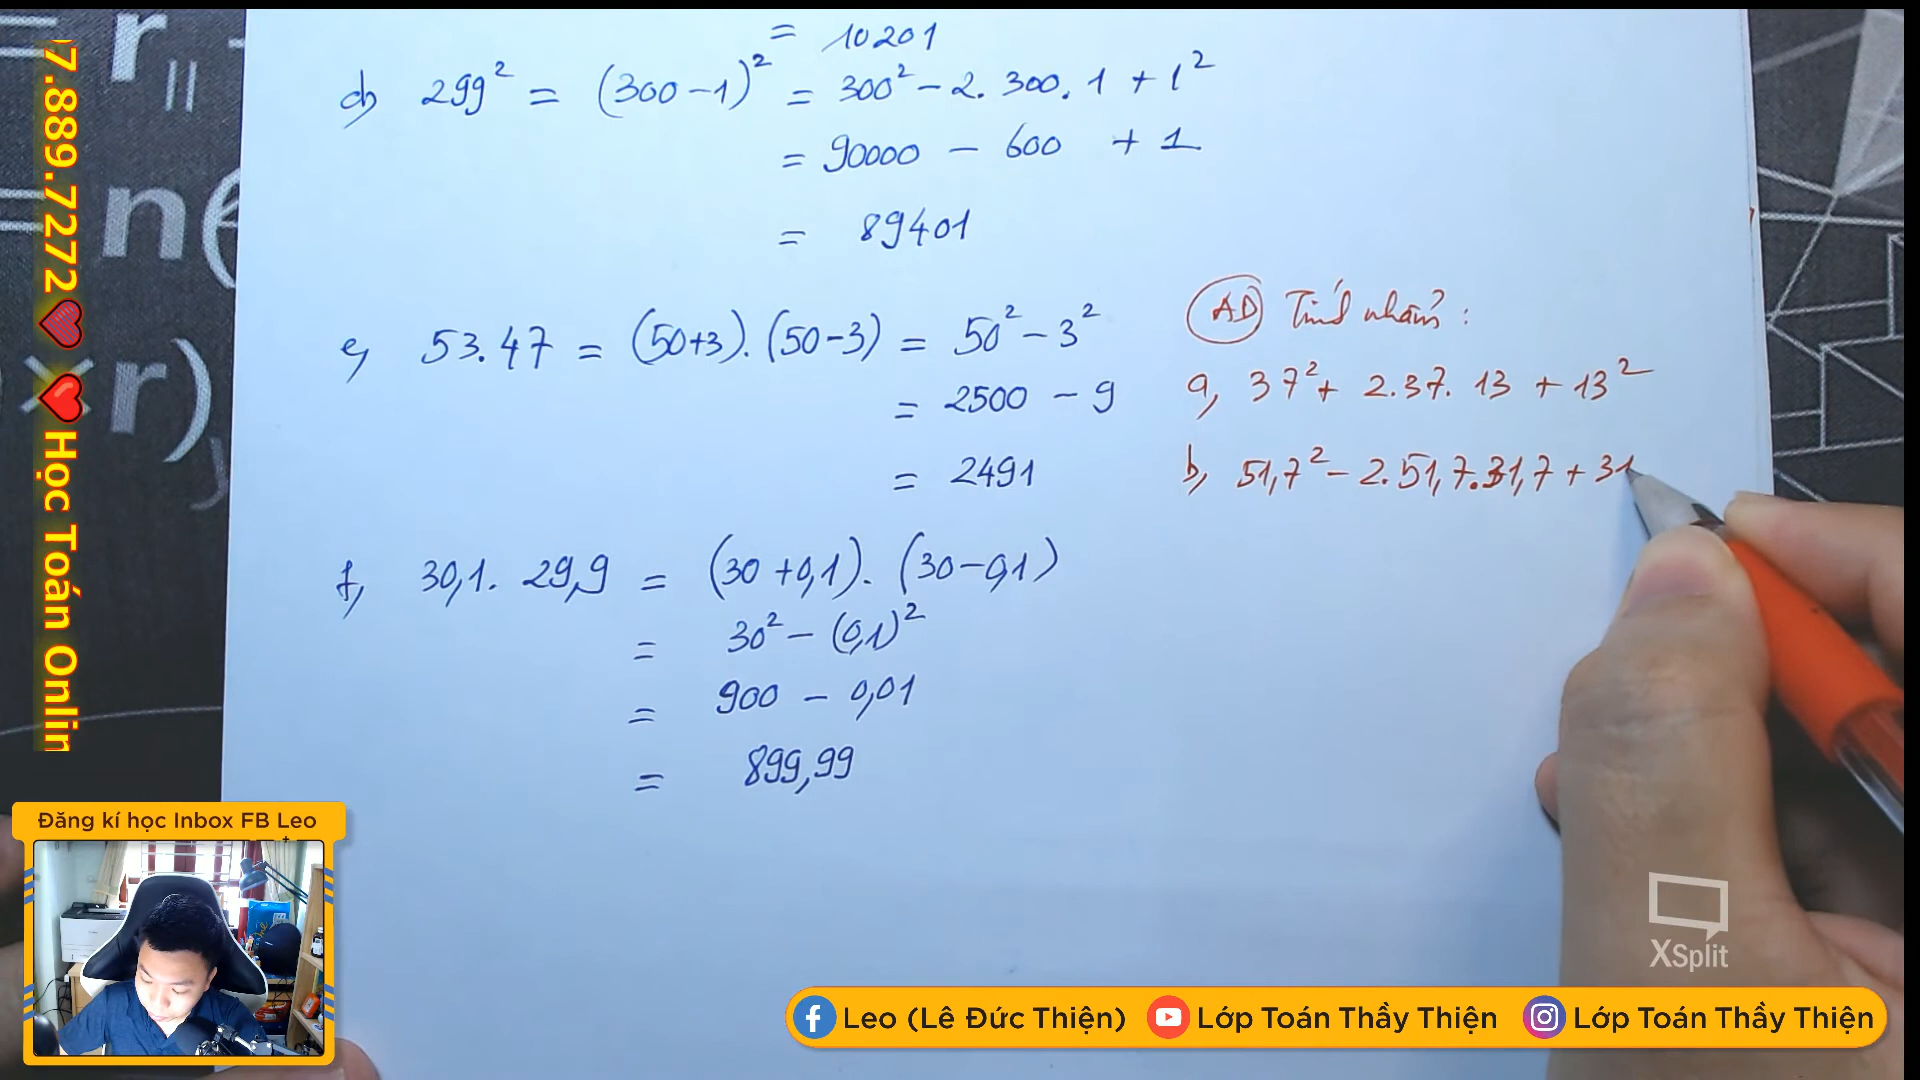 = 10201
d, 299² = (300-1)² = 300² - 2. 300. 1 + 1²
= 90000 - 600 + 1
= 89401
e, 53.47 = (50+3). (50-3) = 50² - 3²
= 2500 - 9
= 2491
f, 30,1. 29,9 = (30 +0,1). (30-0,1)
= 30² - (0,1)²
= 900 - 0,01
= 899,99
AD Tính nhẩm:
a, 37² + 2.37. 13 + 13²
b, 51,7² - 2.51,7.31,7 + 31
7.889.7272 Học Toán Onlin
= r
||
= n(
×r)
y
Đăng kí học Inbox FB Leo
XSplit
Leo (Lê Đức Thiện) Lớp Toán Thầy Thiện Lớp Toán Thầy Thiện